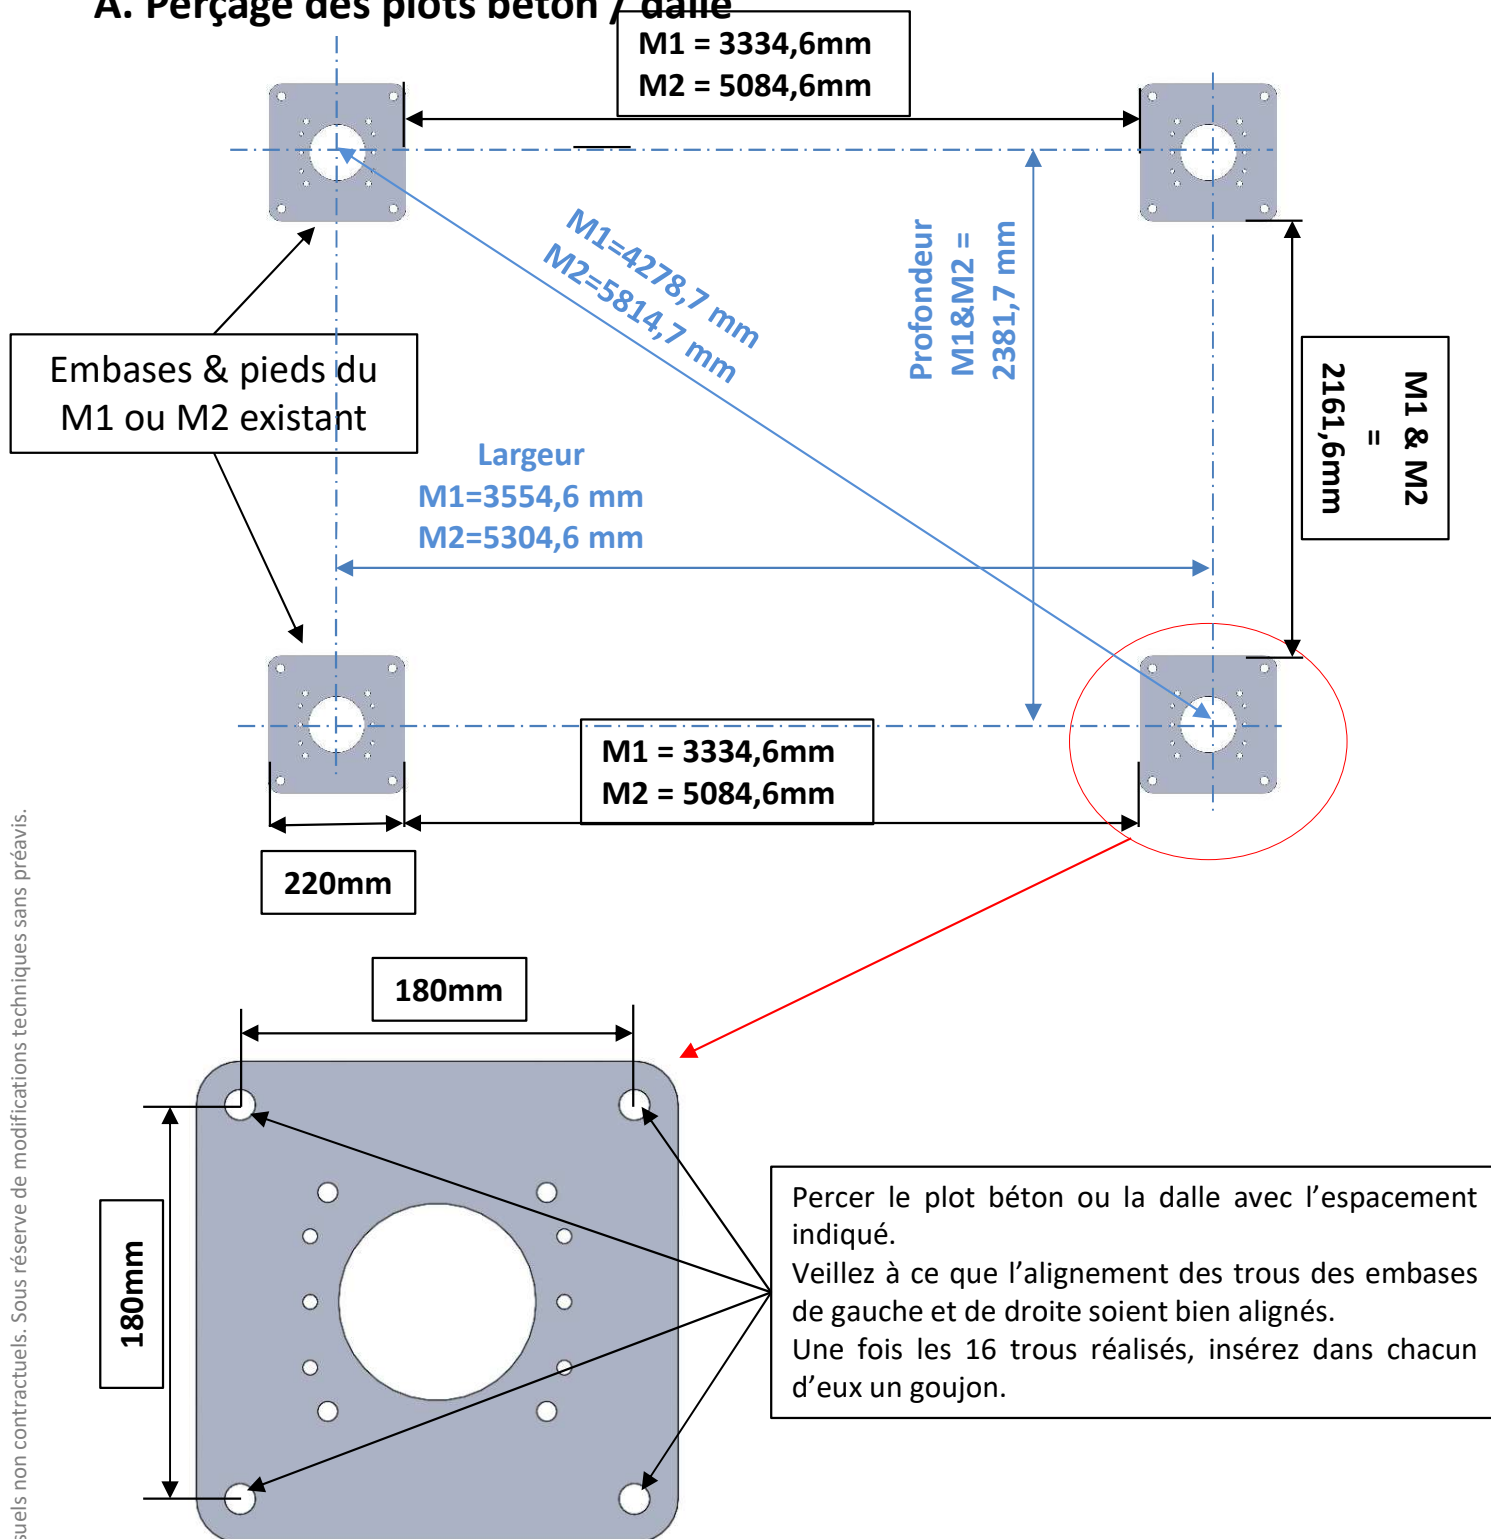 A. Perçage des plots béton / dalle
M1 = 3334,6mm
M2 = 5084,6mm
M1=4278,7 mm
M2=5814,7 mm
Profondeur
M1&M2 =
2381,7 mm
M1 & M2
=
2161,6mm
Embases & pieds du
M1 ou M2 existant
Largeur
M1=3554,6 mm
M2=5304,6 mm
M1 = 3334,6mm
M2 = 5084,6mm
220mm
180mm
180mm
Percer le plot béton ou la dalle avec l’espacement
indiqué.
Veillez à ce que l’alignement des trous des embases
de gauche et de droite soient bien alignés.
Une fois les 16 trous réalisés, insérez dans chacun
d’eux un goujon.
suels non contractuels. Sous réserve de modifications techniques sans préavis.